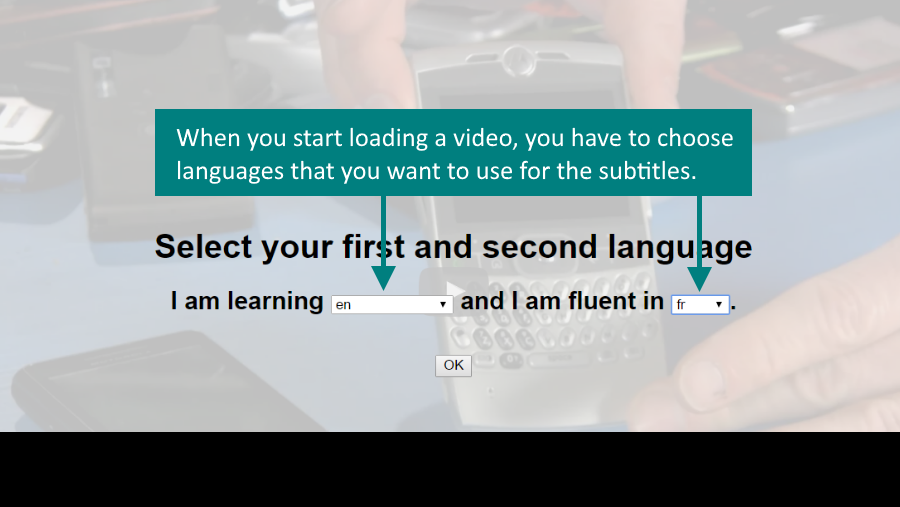 When you start loading a video, you have to choose
languages that you want to use for the subtitles.
Select your first and second language
I am learning en and I am fluent in fr.
OK